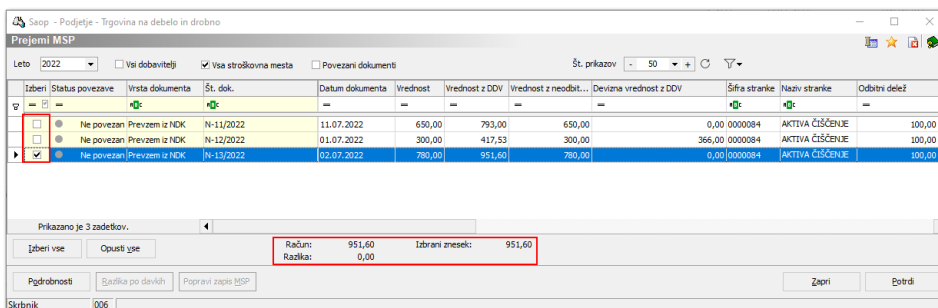 Saop - Podjetje - Trgovina na debelo in drobno
Prejemi MSP
Leto 2022 Vsi dobavitelji Vsa stroškovna mesta Povezani dokumenti Št. prikazov - 50 +
Izberi Status povezave Vrsta dokumenta Št. dok. Datum dokumenta Vrednost Vrednost z DDV Vrednost z neodbit... Devizna vrednost z DDV Šifra stranke Naziv stranke Odbitni delež
Ne povezan Prevzem iz NDK N-11/2022 11.07.2022 650,00 793,00 650,00 0,00 0000084 AKTIVA ČIŠČENJE 100,00
Ne povezan Prevzem iz NDK N-12/2022 01.07.2022 300,00 417,53 300,00 366,00 0000084 AKTIVA ČIŠČENJE 100,00
Ne povezan Prevzem iz NDK N-13/2022 02.07.2022 780,00 951,60 780,00 0,00 0000084 AKTIVA ČIŠČENJE 100,00
Prikazano je 3 zadetkov.
Izberi vse Opusti vse Račun: 951,60 Izbrani znesek: 951,60
Razlika: 0,00
Podrobnosti Razlika po davkih Popravi zapis MSP Zapri Potrdi
Skrbnik 006